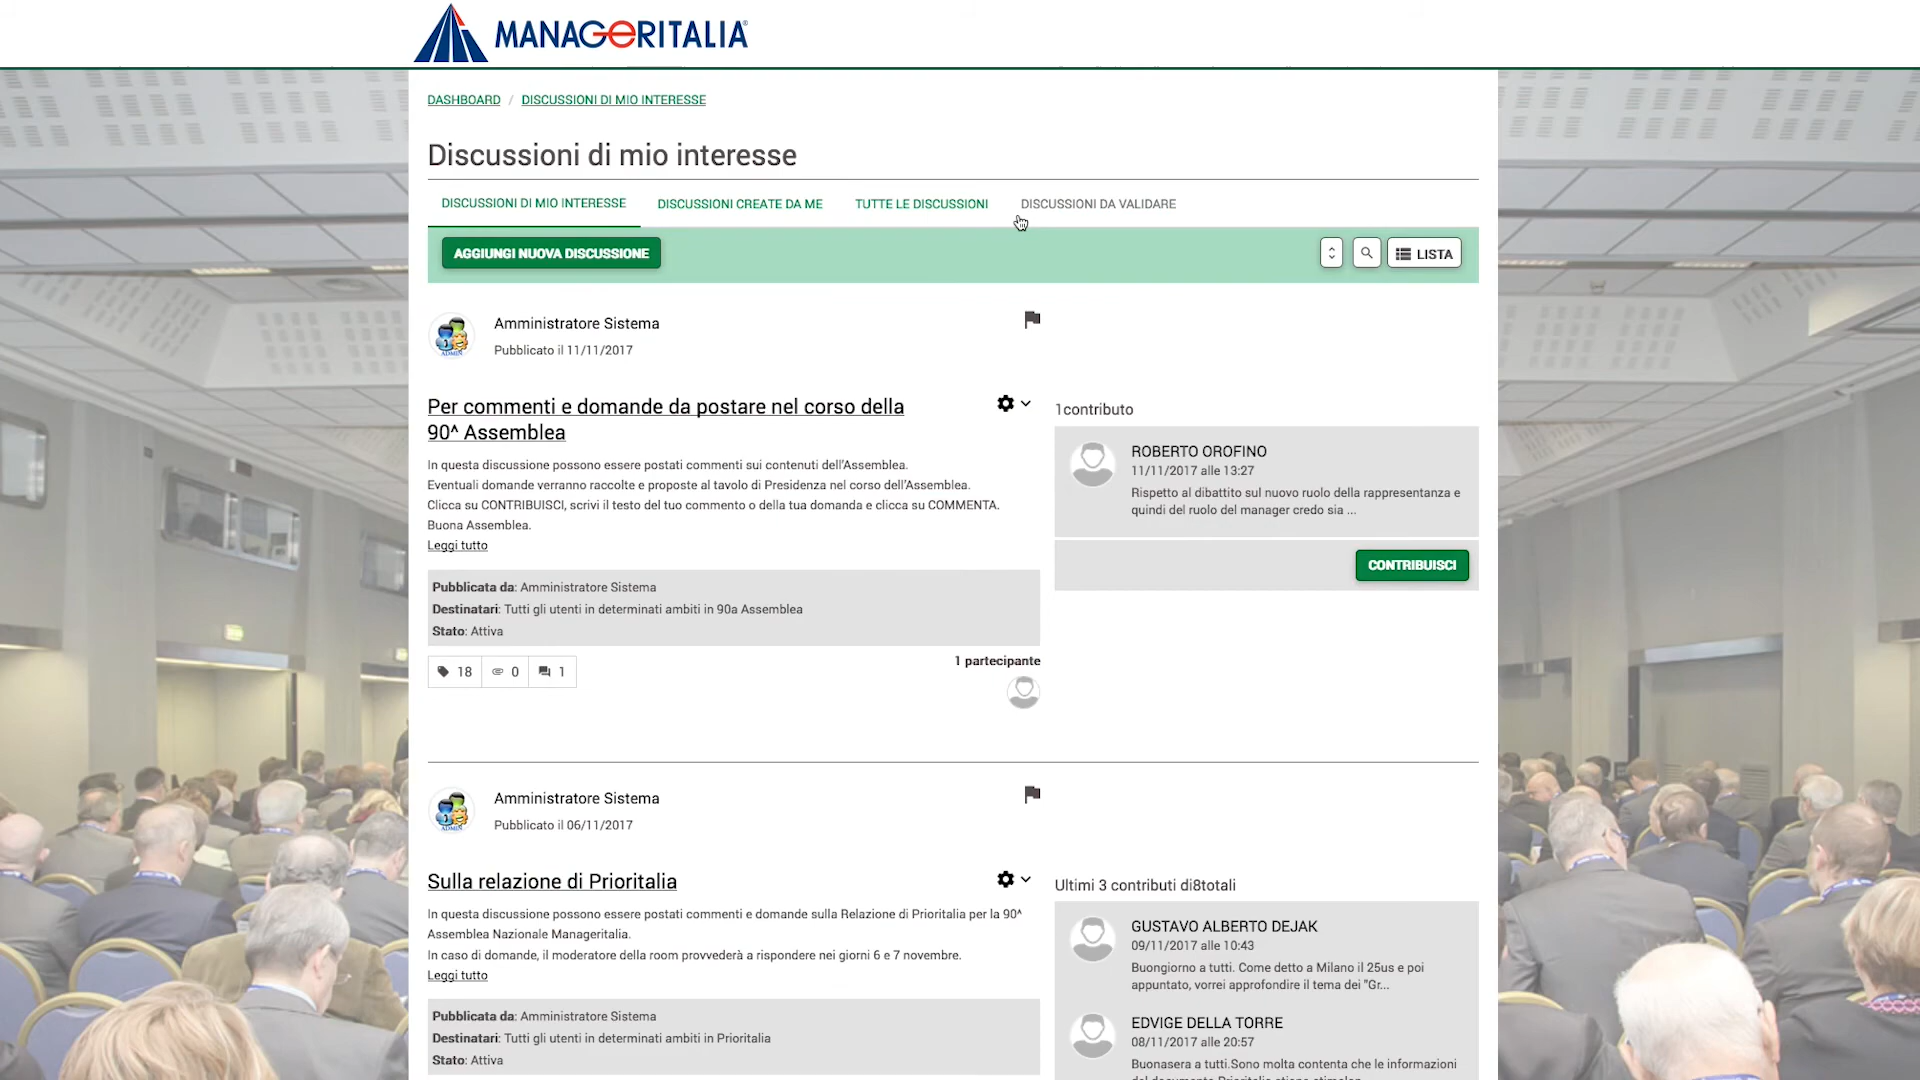 MANAGERITALIA
DASHBOARD / DISCUSSIONI DI MIO INTERESSE
Discussioni di mio interesse
DISCUSSIONI DI MIO INTERESSE
DISCUSSIONI CREATE DA ME
TUTTE LE DISCUSSIONI
DISCUSSIONI DA VALIDARE
AGGIUNGI NUOVA DISCUSSIONE
LISTA
ADMIN
Amministratore Sistema
Pubblicato il 11/11/2017
Per commenti e domande da postare nel corso della
90^ Assemblea
In questa discussione possono essere postati commenti sui contenuti dell'Assemblea.
Eventuali domande verranno raccolte e proposte al tavolo di Presidenza nel corso dell'Assemblea.
Clicca su CONTRIBUISCI, scrivi il testo del tuo commento o della tua domanda e clicca su COMMENTA.
Buona Assemblea.
Leggi tutto
Pubblicata da: Amministratore Sistema
Destinatari: Tutti gli utenti in determinati ambiti in 90a Assemblea
Stato: Attiva
18
0
1
1 partecipante
1contributo
ROBERTO OROFINO
11/11/2017 alle 13:27
Rispetto al dibattito sul nuovo ruolo della rappresentanza e
quindi del ruolo del manager credo sia ...
CONTRIBUISCI
ADMIN
Amministratore Sistema
Pubblicato il 06/11/2017
Sulla relazione di Prioritalia
In questa discussione possono essere postati commenti e domande sulla Relazione di Prioritalia per la 90^
Assemblea Nazionale Manageritalia.
In caso di domande, il moderatore della room provvederà a rispondere nei giorni 6 e 7 novembre.
Leggi tutto
Pubblicata da: Amministratore Sistema
Destinatari: Tutti gli utenti in determinati ambiti in Prioritalia
Stato: Attiva
Ultimi 3 contributi di8totali
GUSTAVO ALBERTO DEJAK
09/11/2017 alle 10:43
Buongiorno a tutti. Come detto a Milano il 25us e poi
appuntato, vorrei approfondire il tema dei "Gr...
EDVIGE DELLA TORRE
08/11/2017 alle 20:57
Buonasera a tutti.Sono molto contenta che le informazioni